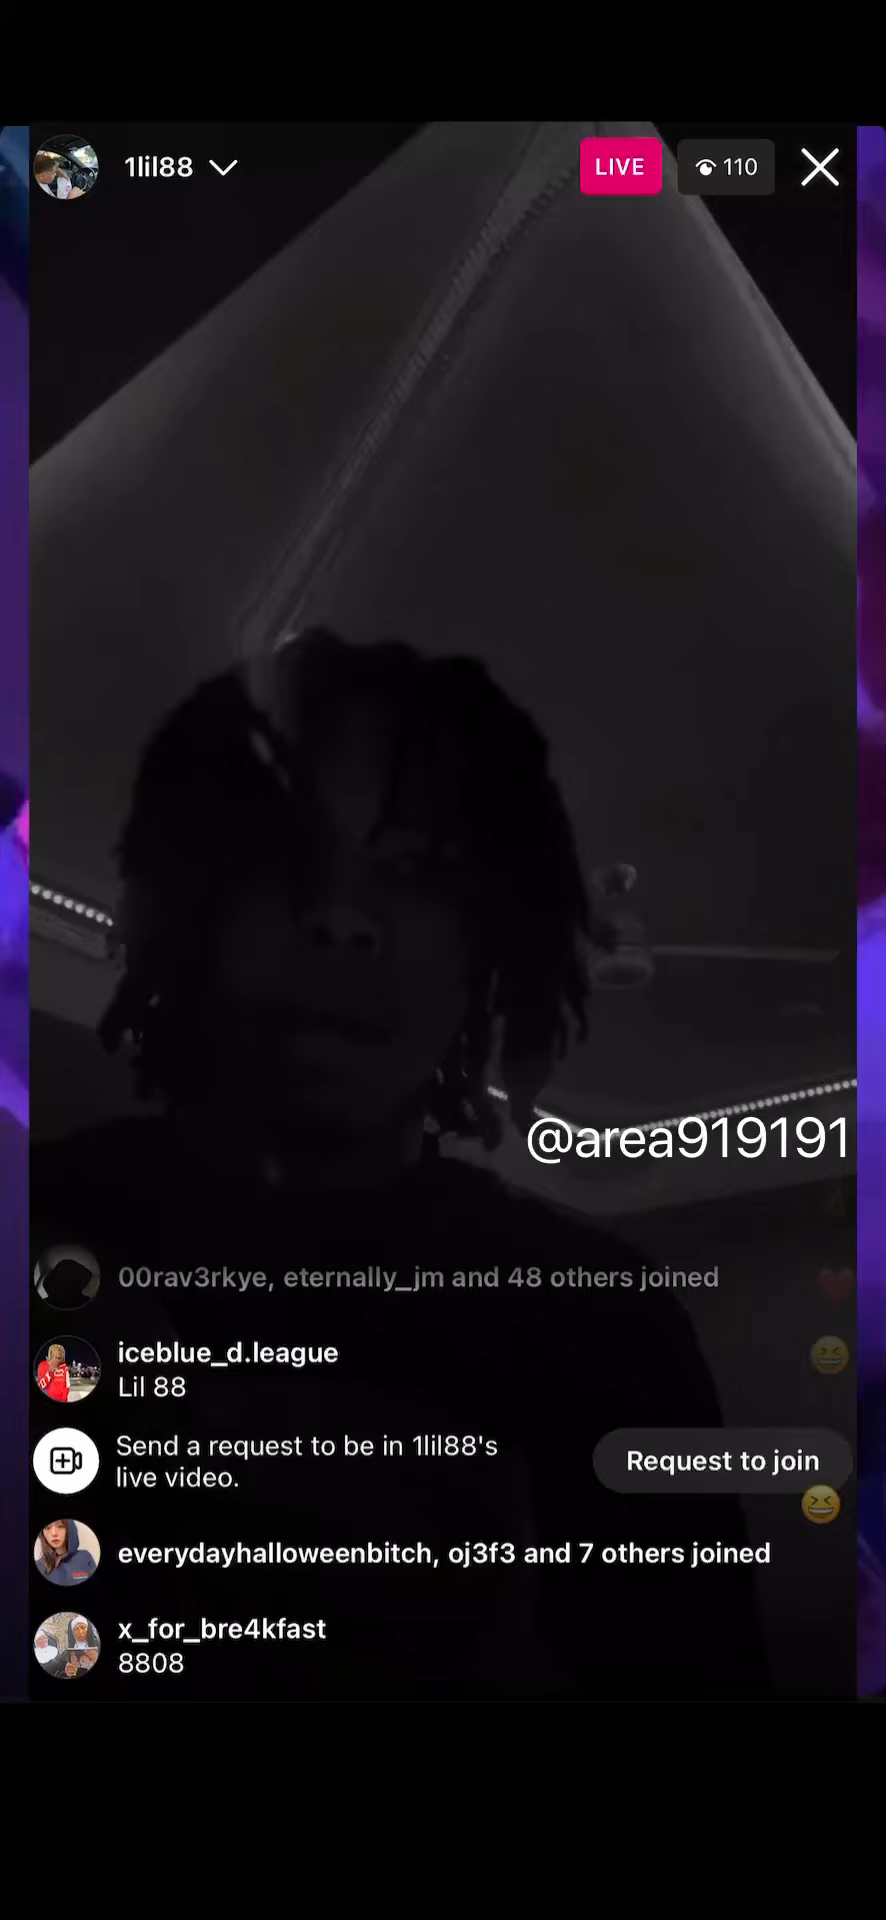 1lil88
LIVE
110
@area919191
00rav3rkye, eternally_jm and 48 others joined
iceblue_d.league
Lil 88
Send a request to be in 1lil88's
live video.
Request to join
everydayhalloweenbitch, oj3f3 and 7 others joined
x_for_bre4kfast
8808